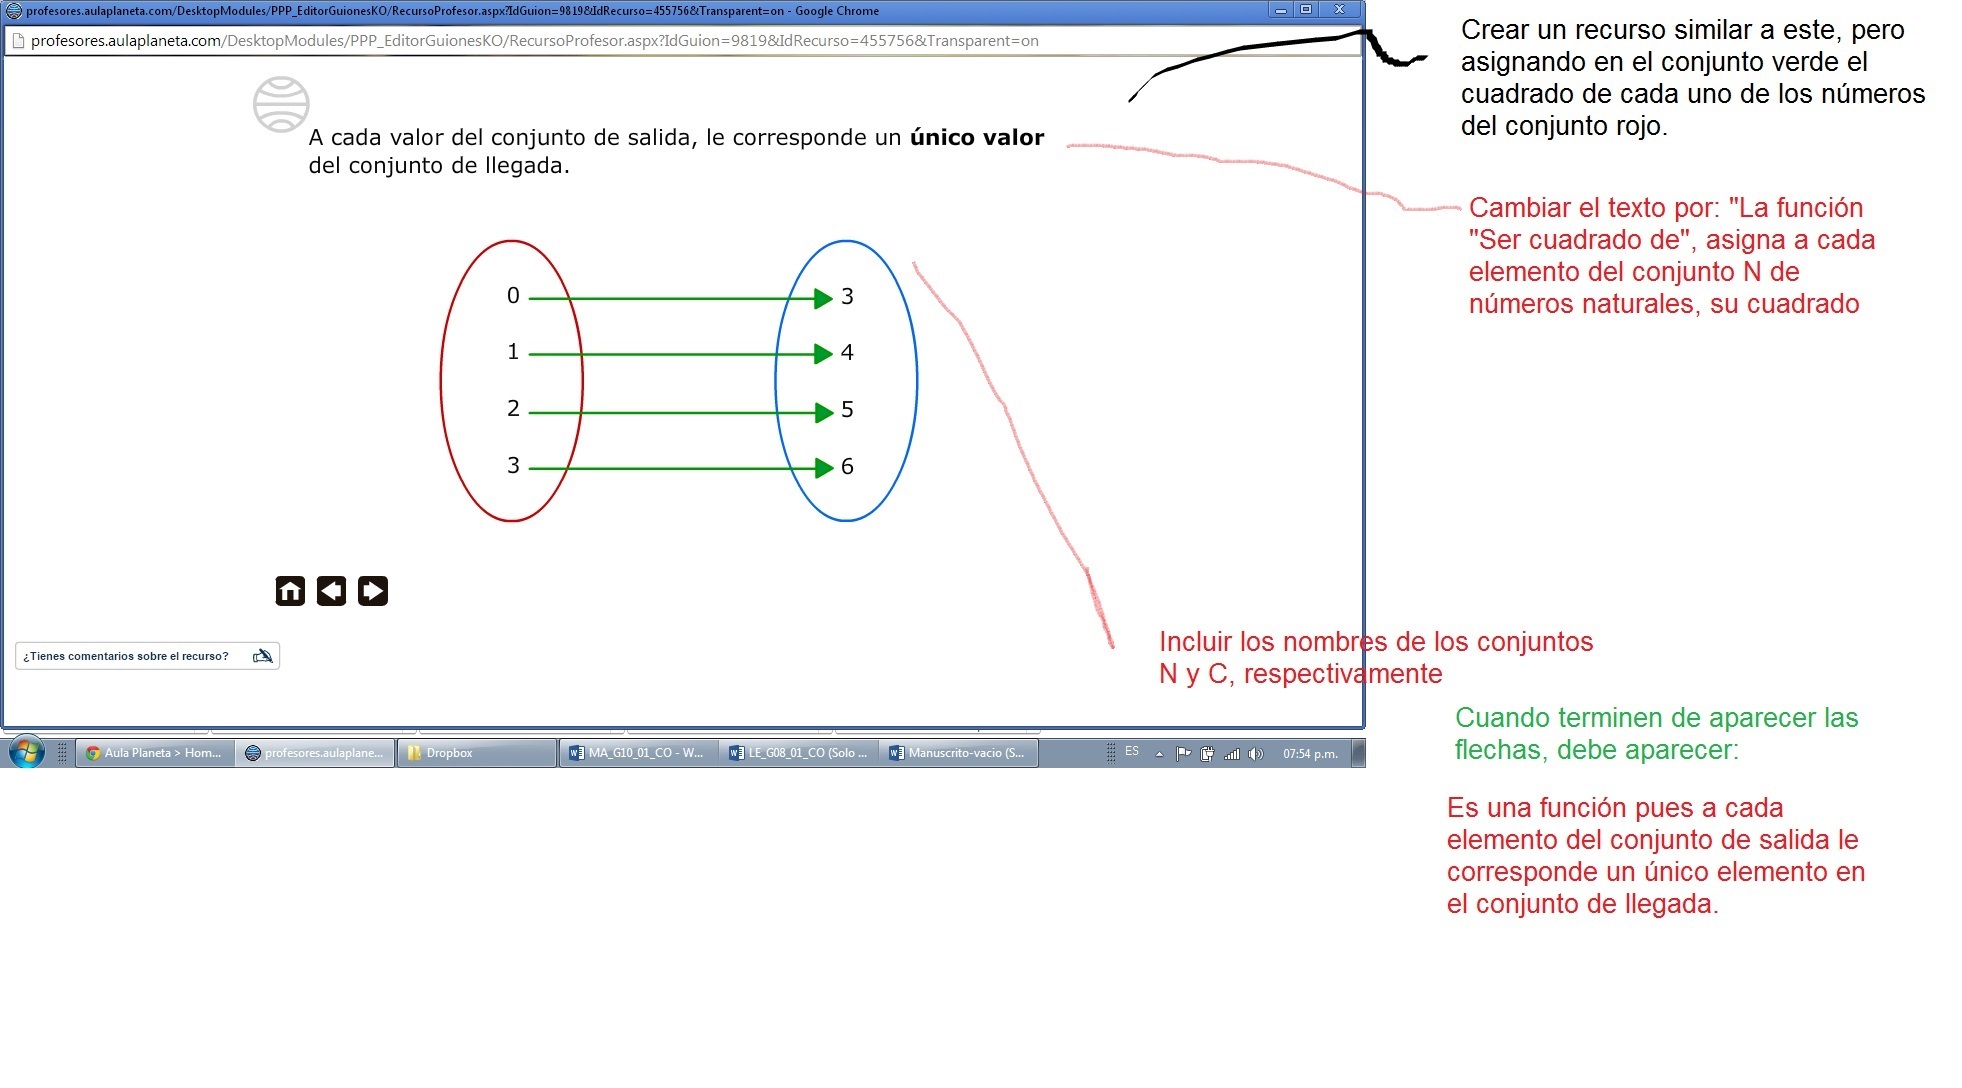 profesores.aulaplaneta.com/DesktopModules/PPP_EditorGuionesKO/RecursoProfesor.aspx?IdGuion=9819&IdRecurso=455756&Transparent=on - Google Chrome
profesores.aulaplaneta.com/DesktopModules/PPP_EditorGuionesKO/RecursoProfesor.aspx?IdGuion=9819&IdRecurso=455756&Transparent=on
A cada valor del conjunto de salida, le corresponde un único valor
del conjunto de llegada.
0 3
1 4
2 5
3 6
¿Tienes comentarios sobre el recurso?
Aula Planeta > Hom... profesores.aulaplane... Dropbox MA_G10_01_CO - W... LE_G08_01_CO (Solo ... Manuscrito-vacio (S... ES 07:54 p.m.
Crear un recurso similar a este, pero
asignando en el conjunto verde el
cuadrado de cada uno de los números
del conjunto rojo.
Cambiar el texto por: "La función
"Ser cuadrado de", asigna a cada
elemento del conjunto N de
números naturales, su cuadrado
Incluir los nombres de los conjuntos
N y C, respectivamente
Cuando terminen de aparecer las
flechas, debe aparecer:
Es una función pues a cada
elemento del conjunto de salida le
corresponde un único elemento en
el conjunto de llegada.